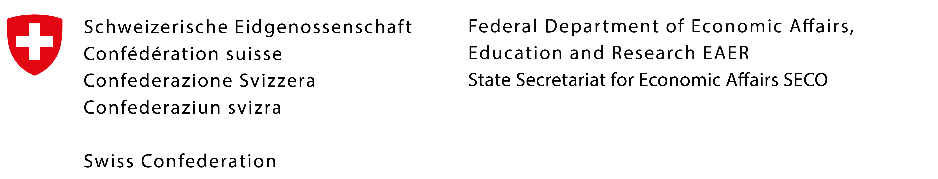 Schweizerische Eidgenossenschaft
Confédération suisse
Confederazione Svizzera
Confederaziun svizra
Swiss Confederation
Federal Department of Economic Affairs,
Education and Research EAER
State Secretariat for Economic Affairs SECO